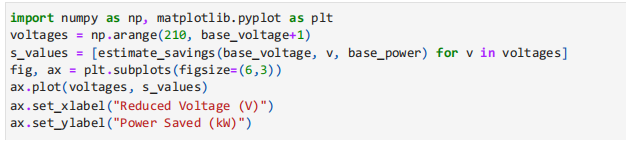 import numpy as np, matplotlib.pyplot as plt
voltages = np.arange(210, base_voltage+1)
s_values = [estimate_savings(base_voltage, v, base_power) for v in voltages]
fig, ax = plt.subplots(figsize=(6,3))
ax.plot(voltages, s_values)
ax.set_xlabel("Reduced Voltage (V)")
ax.set_ylabel("Power Saved (kW)")